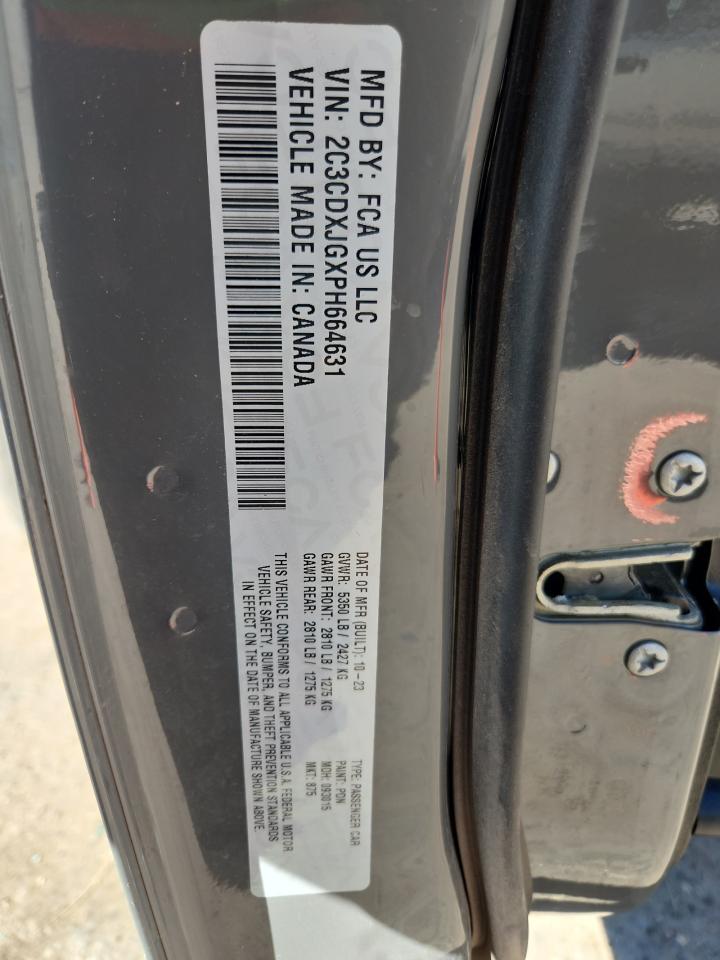 MFD BY: FCA US LLC
VIN: 2C3CDXJGXPH664631
VEHICLE MADE IN: CANADA
DATE OF MFR (BUILT): 10-23
GVWR: 5350 LB / 2427 KG
GAWR FRONT: 2810 LB / 1275 KG
GAWR REAR: 2810 LB / 1275 KG
TYPE: PASSENGER CAR
PAINT: PDN
MDH: 093015
MKT: 875
THIS VEHICLE CONFORMS TO ALL APPLICABLE U.S.A. FEDERAL MOTOR
VEHICLE SAFETY, BUMPER, AND THEFT PREVENTION STANDARDS
IN EFFECT ON THE DATE OF MANUFACTURE SHOWN ABOVE.